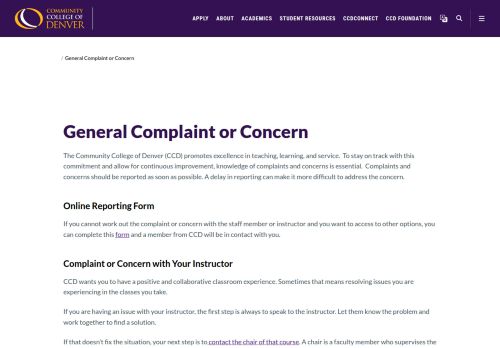 COMMUNITY
COLLEGE OF
DENVER
APPLY ABOUT ACADEMICS STUDENT RESOURCES CCDCONNECT CCD FOUNDATION
/ General Complaint or Concern
General Complaint or Concern
The Community College of Denver (CCD) promotes excellence in teaching, learning, and service. To stay on track with this
commitment and allow for continuous improvement, knowledge of complaints and concerns is essential. Complaints and
concerns should be reported as soon as possible. A delay in reporting can make it more difficult to address the concern.
Online Reporting Form
If you cannot work out the complaint or concern with the staff member or instructor and you want to access to other options, you
can complete this form and a member from CCD will be in contact with you.
Complaint or Concern with Your Instructor
CCD wants you to have a positive and collaborative classroom experience. Sometimes that means resolving issues you are
experiencing in the classes you take.
If you are having an issue with your instructor, the first step is always to speak to the instructor. Let them know the problem and
work together to find a solution.
If that doesn't fix the situation, your next step is to contact the chair of that course. A chair is a faculty member who supervises the